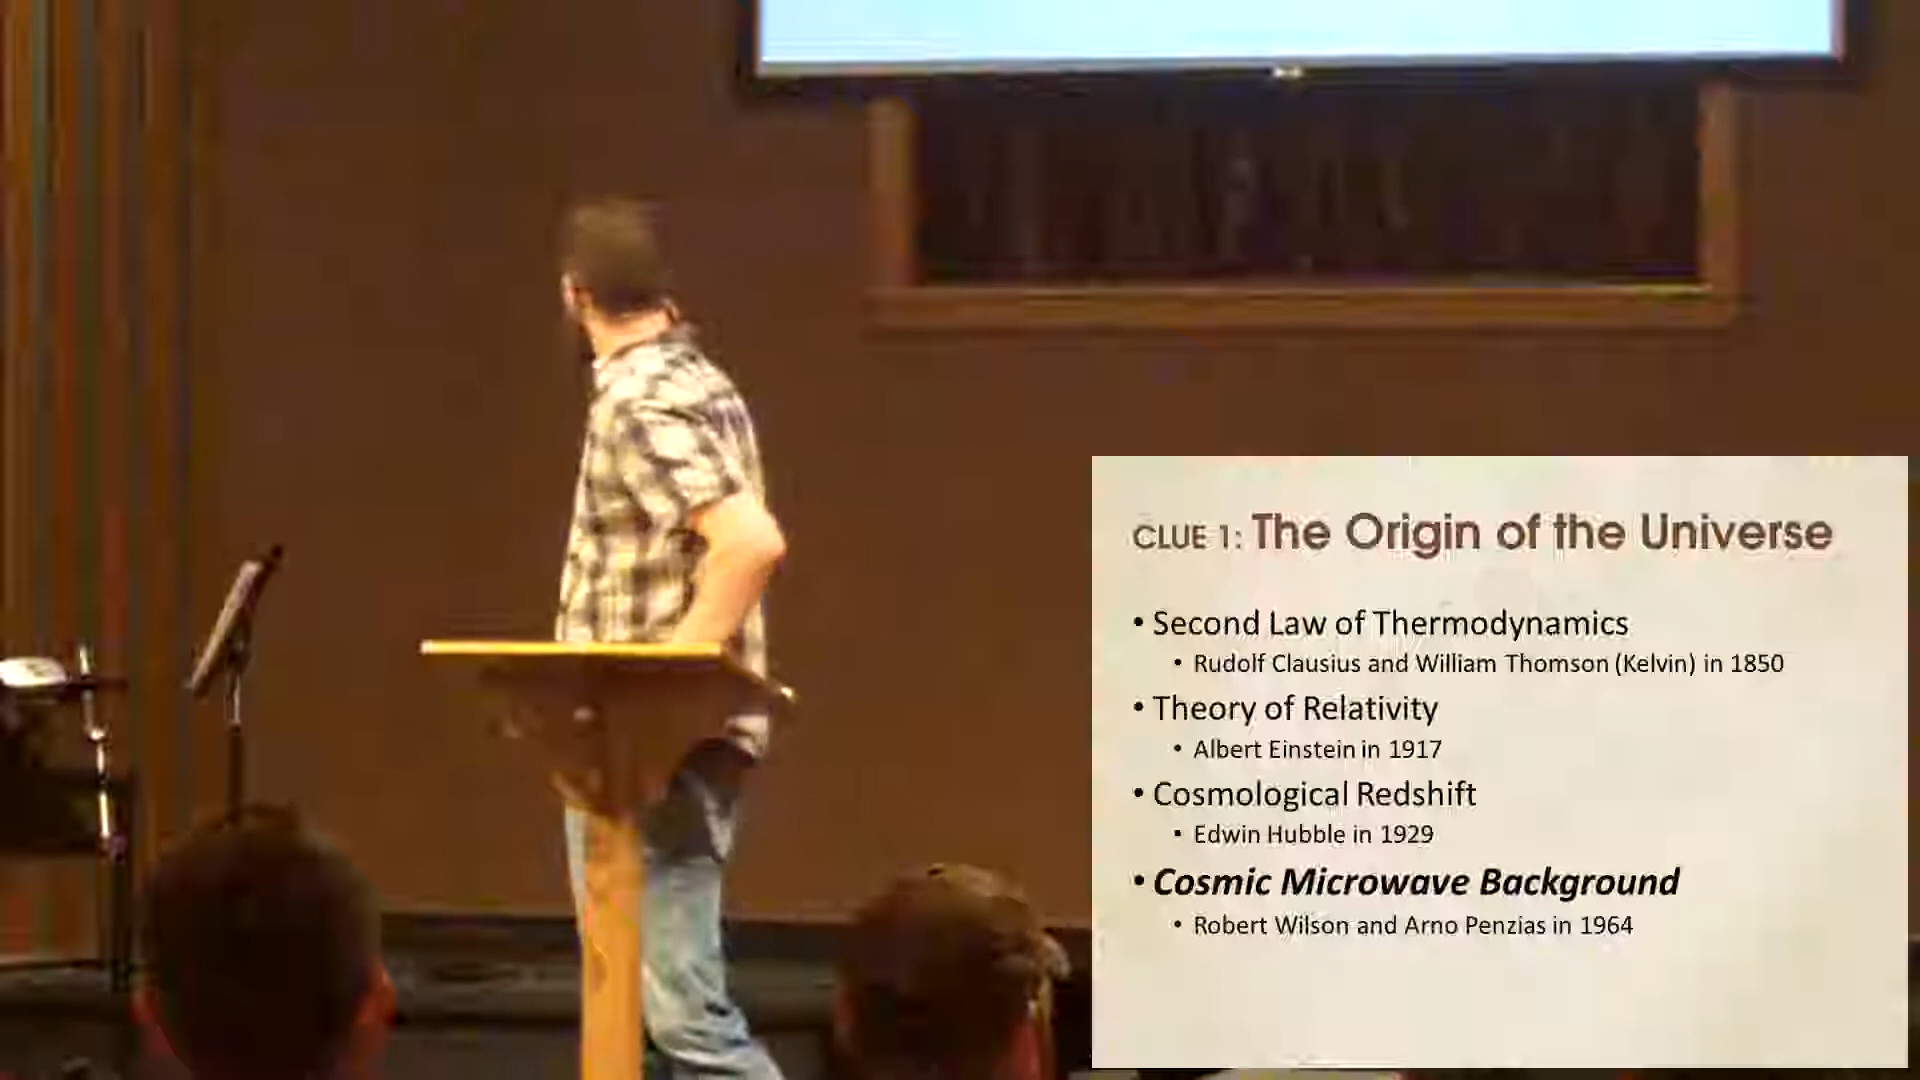 CLUE 1: The Origin of the Universe
• Second Law of Thermodynamics
• Rudolf Clausius and William Thomson (Kelvin) in 1850
• Theory of Relativity
• Albert Einstein in 1917
• Cosmological Redshift
• Edwin Hubble in 1929
• Cosmic Microwave Background
• Robert Wilson and Arno Penzias in 1964